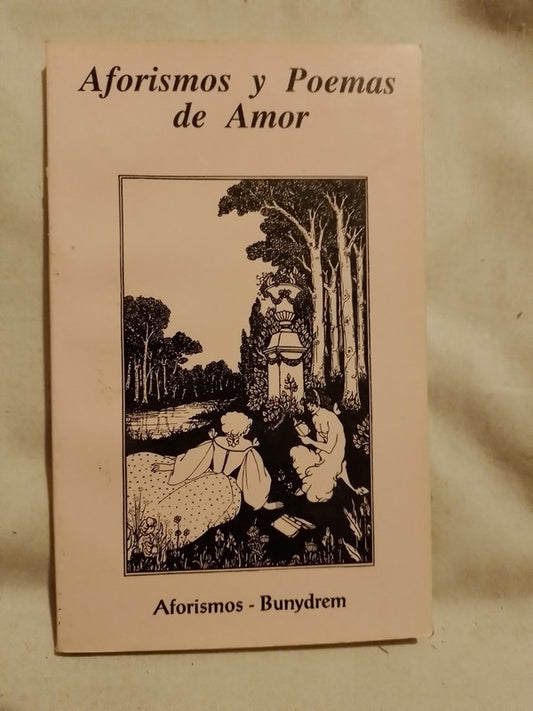 Aforismos y Poemas
de Amor
Aforismos - Bunydrem